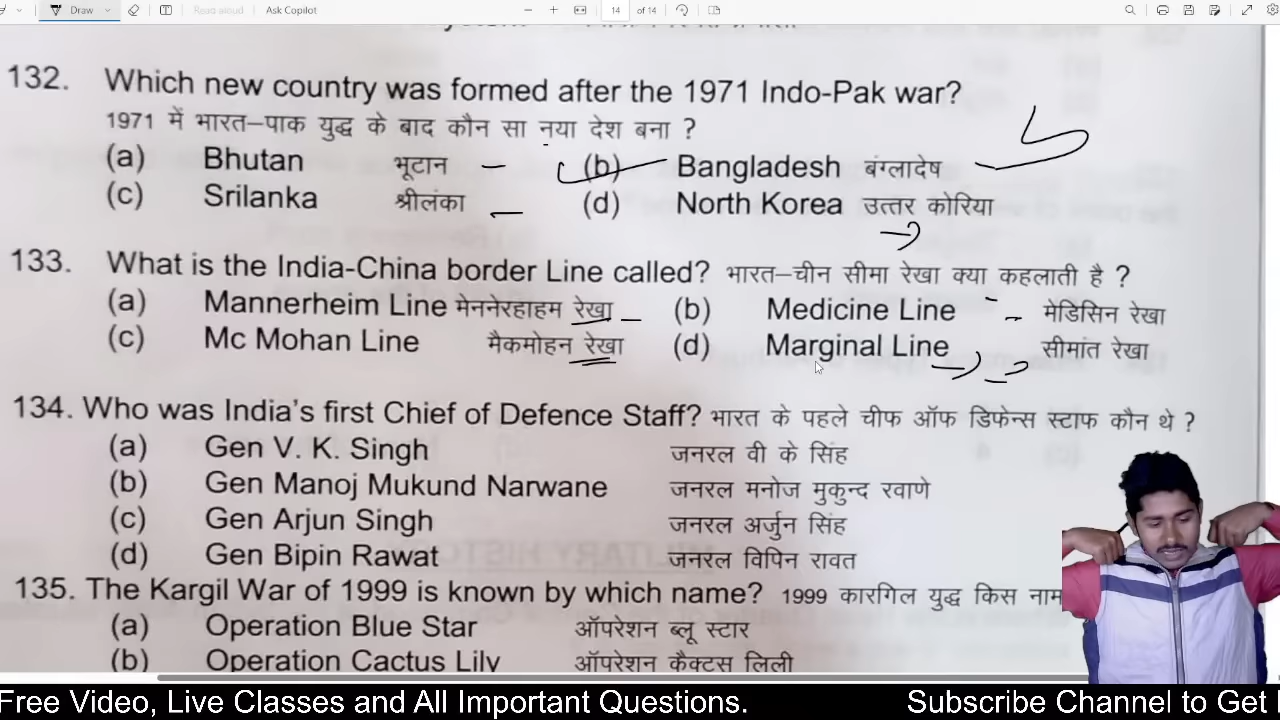 Draw Read aloud Ask Copilot 14 of 14
132. Which new country was formed after the 1971 Indo-Pak war?
1971 में भारत–पाक युद्ध के बाद कौन सा नया देश बना ?
(a) Bhutan भूटान (b) Bangladesh बंग्लादेष
(c) Srilanka श्रीलंका (d) North Korea उत्तर कोरिया
133. What is the India-China border Line called? भारत–चीन सीमा रेखा क्या कहलाती है ?
(a) Mannerheim Line मेननेरहाहम रेखा (b) Medicine Line मेडिसिन रेखा
(c) Mc Mohan Line मैकमोहन रेखा (d) Marginal Line सीमांत रेखा
134. Who was India's first Chief of Defence Staff? भारत के पहले चीफ ऑफ डिफेन्स स्टाफ कौन थे ?
(a) Gen V. K. Singh जनरल वी के सिंह
(b) Gen Manoj Mukund Narwane जनरल मनोज मुकुन्द रवाणे
(c) Gen Arjun Singh जनरल अर्जुन सिंह
(d) Gen Bipin Rawat जनरल विपिन रावत
135. The Kargil War of 1999 is known by which name? 1999 कारगिल युद्ध किस नाम
(a) Operation Blue Star ऑपरेशन ब्लू स्टार
(b) Operation Cactus Lily ऑपरेशन कैक्टस लिली
Free Video, Live Classes and All Important Questions. Subscribe Channel to Get